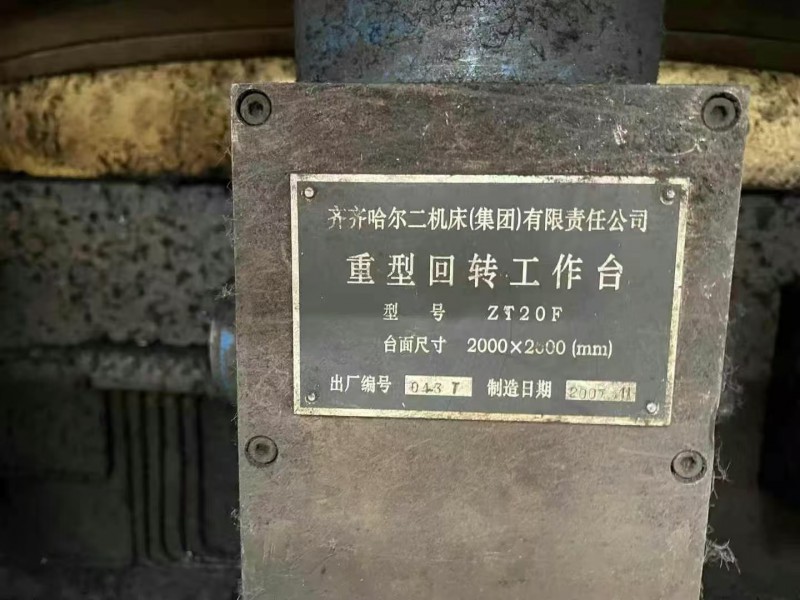 齐齐哈尔二机床(集团)有限责任公司
重型回转工作台
型号 ZT20F
台面尺寸 2000×2000 (mm)
出厂编号 制造日期 2007.11